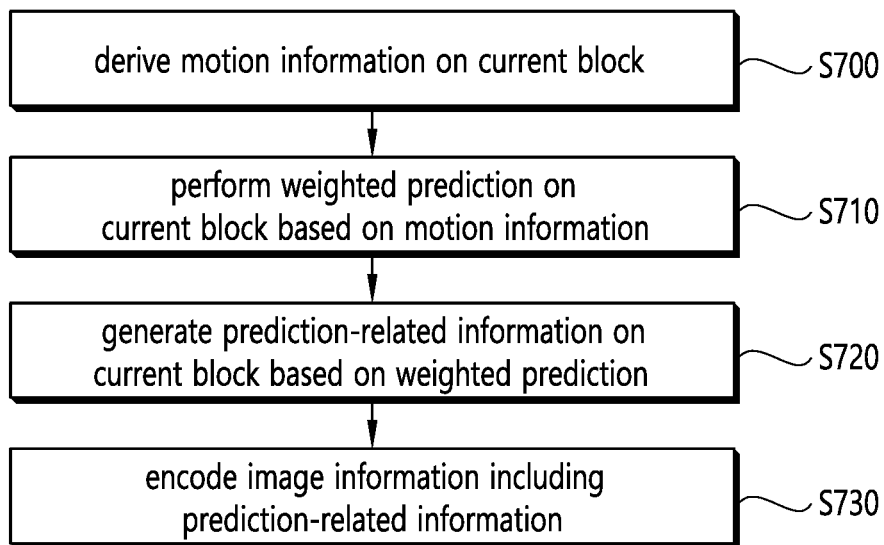 derive motion information on current block
S700
perform weighted prediction on
current block based on motion information
S710
generate prediction-related information on
current block based on weighted prediction
S720
encode image information including
prediction-related information
S730